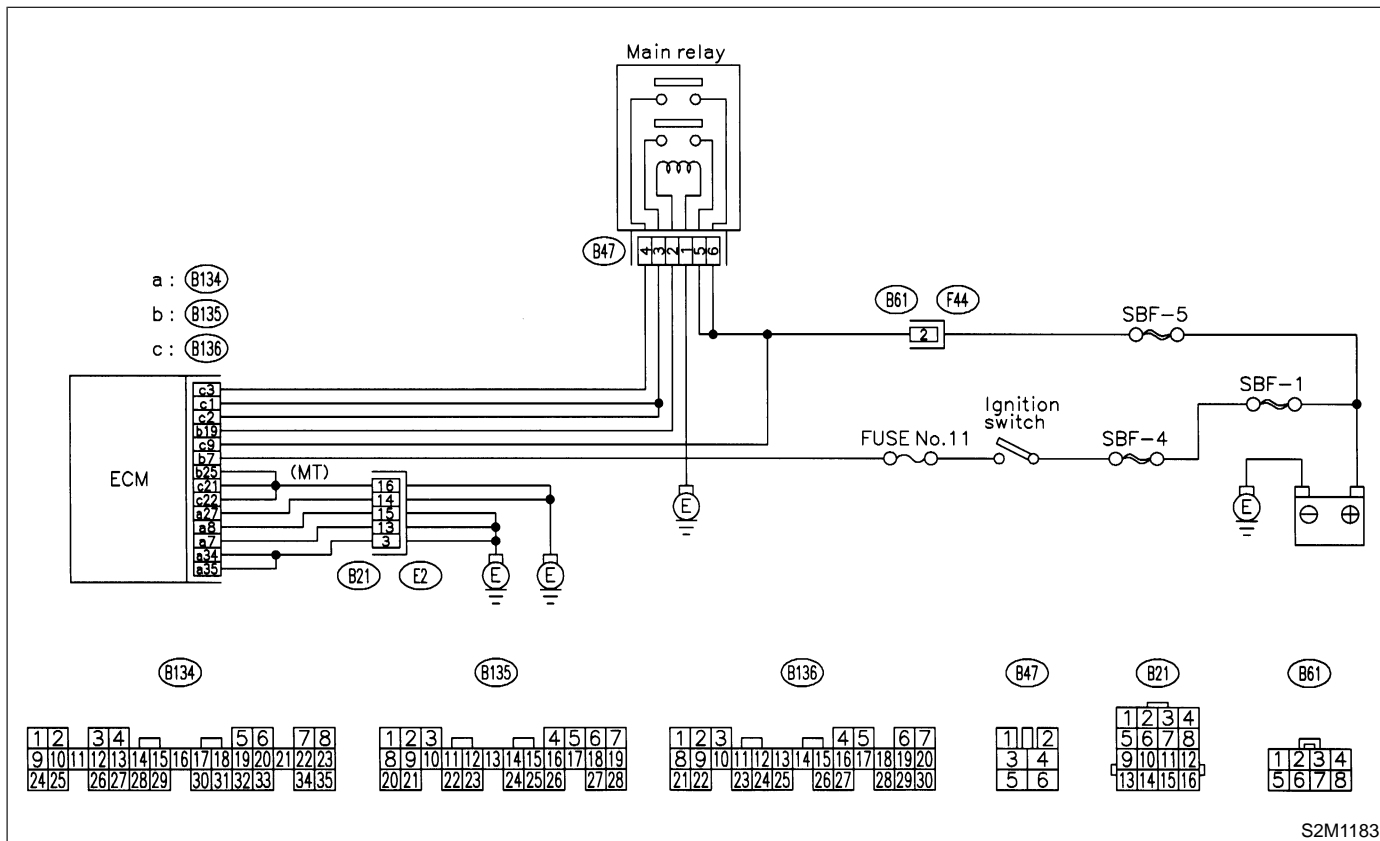 Main relay
B47
4 3 2 1 5 6
a : B134
b : B135
c : B136
B61 F44
2
SBF-5
SBF-1
Ignition
switch
FUSE No.11
SBF-4
ECM
c3
c1
c2
b19
c9
b7
b25
c21
c22
a27
a8
a7
a34
a35
(MT)
16
14
15
13
3
B21 E2
E
E
E
E
⊖ ⊕
B134 B135 B136 B47 B21 B61
1 2 3 4 5 6 7 8
9 10 11 12 13 14 15 16 17 18 19 20 21 22 23
24 25 26 27 28 29 30 31 32 33 34 35
1 2 3 4 5 6 7
8 9 10 11 12 13 14 15 16 17 18 19
20 21 22 23 24 25 26 27 28
1 2 3 4 5 6 7
8 9 10 11 12 13 14 15 16 17 18 19 20
21 22 23 24 25 26 27 28 29 30
1 2
3 4
5 6
1 2 3 4
5 6 7 8
9 10 11 12
13 14 15 16
1 2 3 4
5 6 7 8
S2M1183